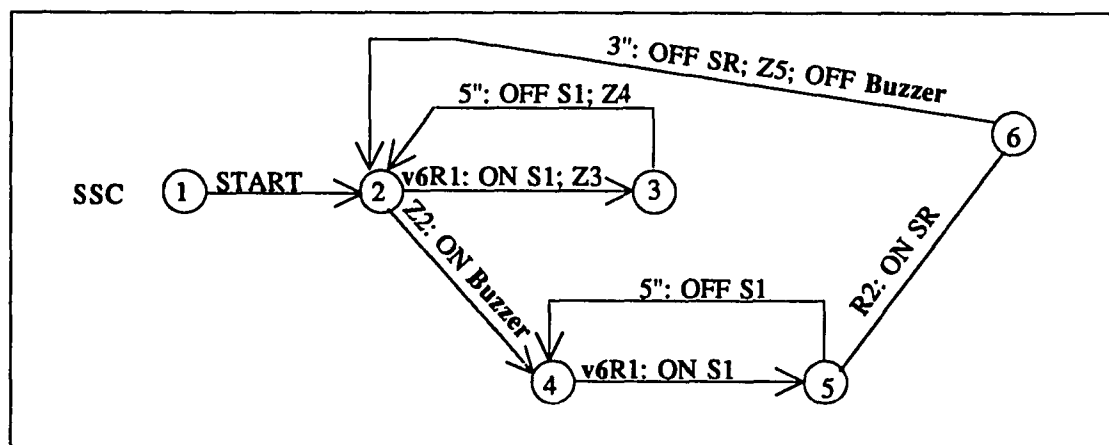 3": OFF SR; Z5; OFF Buzzer
5": OFF S1; Z4
6
SSC 1 START 2 v6R1: ON S1; Z3 3
Z2: ON Buzzer
R2: ON SR
5": OFF S1
4 v6R1: ON S1 5